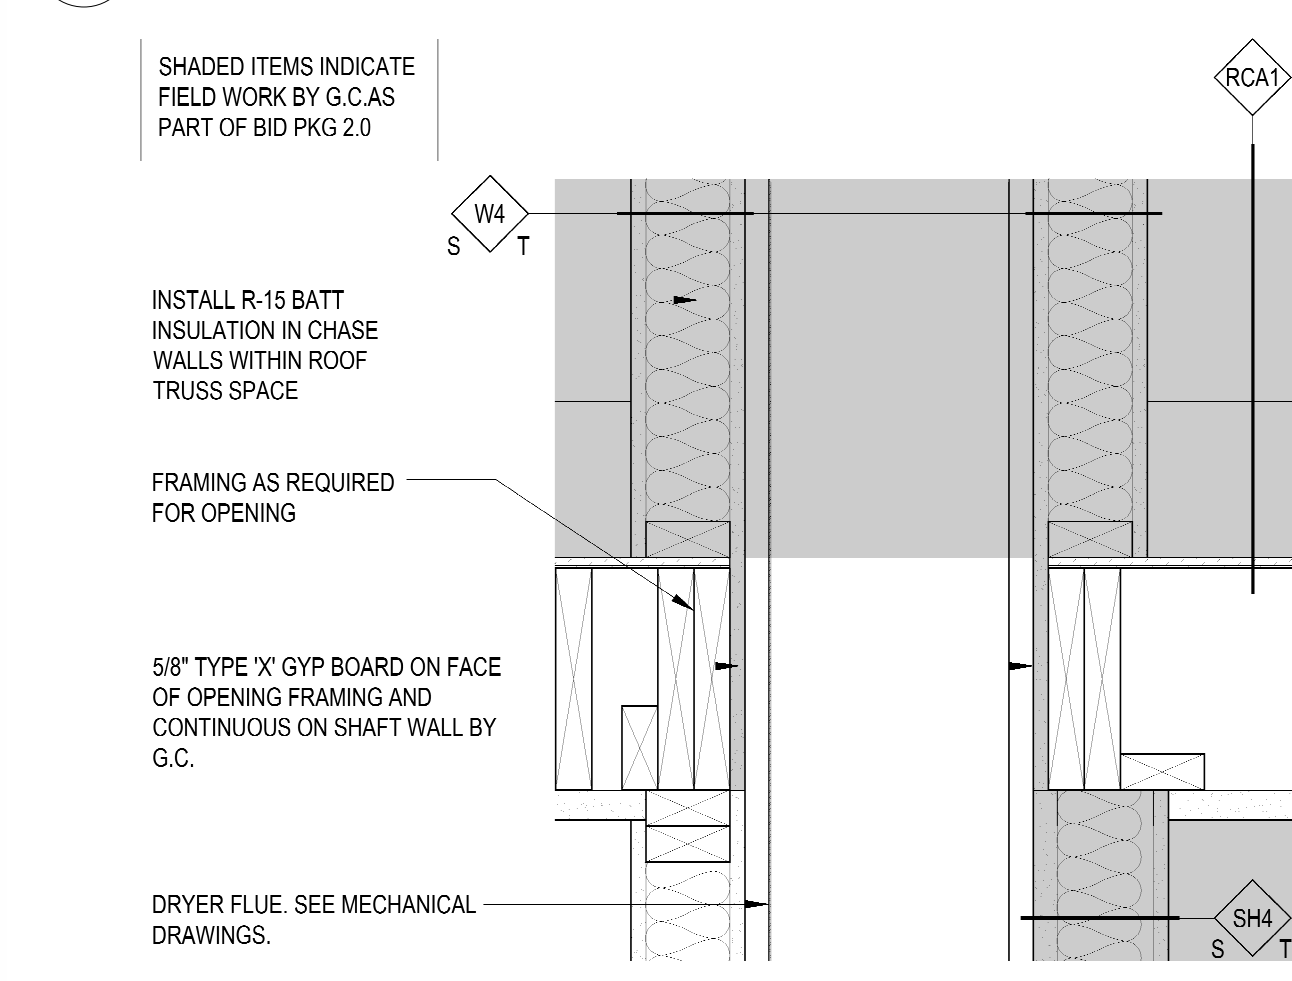 SHADED ITEMS INDICATE
FIELD WORK BY G.C.AS
PART OF BID PKG 2.0
RCA1
W4
S T
INSTALL R-15 BATT
INSULATION IN CHASE
WALLS WITHIN ROOF
TRUSS SPACE
FRAMING AS REQUIRED
FOR OPENING
5/8" TYPE 'X' GYP BOARD ON FACE
OF OPENING FRAMING AND
CONTINUOUS ON SHAFT WALL BY
G.C.
DRYER FLUE. SEE MECHANICAL
DRAWINGS.
SH4
S T